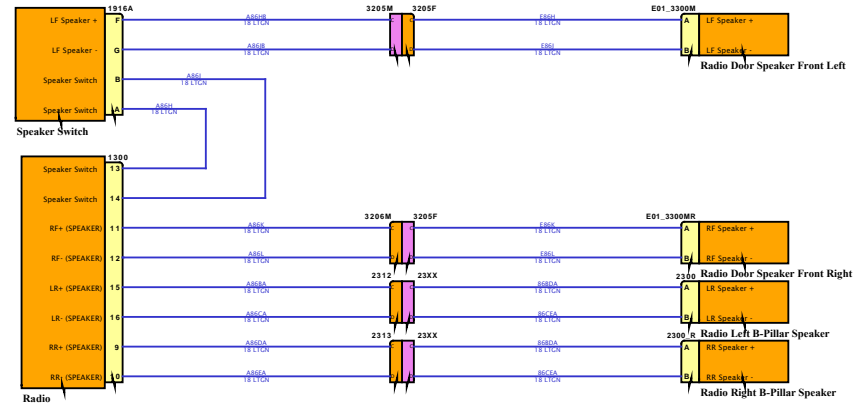 1916A 3205M 3205F E01_3300M
LF Speaker + F A86HB 18 LTGN C C E86H 18 LTGN A LF Speaker +
LF Speaker - G A86JB 18 LTGN D D E86J 18 LTGN B LF Speaker -
Radio Door Speaker Front Left
Speaker Switch B A86J 18 LTGN
Speaker Switch A A86H 18 LTGN
Speaker Switch
1300
Speaker Switch 13
Speaker Switch 14
3206M 3205F E01_3300MR
RF+ (SPEAKER) 11 A86K 18 LTGN C C E86K 18 LTGN A RF Speaker +
RF- (SPEAKER) 12 A86L 18 LTGN D D E86L 18 LTGN B RF Speaker -
Radio Door Speaker Front Right
2312 23XX 2300
LR+ (SPEAKER) 15 A86BA 18 LTGN C C 86BDA 18 LTGN A LR Speaker +
LR- (SPEAKER) 16 A86CA 18 LTGN D D 86CEA 18 LTGN B LR Speaker -
Radio Left B-Pillar Speaker
2313 23XX 2300_R
RR+ (SPEAKER) 9 A86DA 18 LTGN C C 86BDA 18 LTGN A RR Speaker +
RR- (SPEAKER) 10 A86EA 18 LTGN D D 86CEA 18 LTGN B RR Speaker -
Radio Right B-Pillar Speaker
Radio